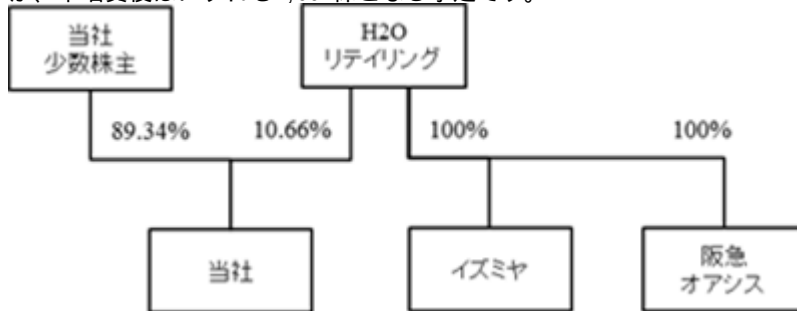 当社
少数株主
H2O
リテイリング
89.34%
10.66%
100%
100%
当社
イズミヤ
阪急
オアシス